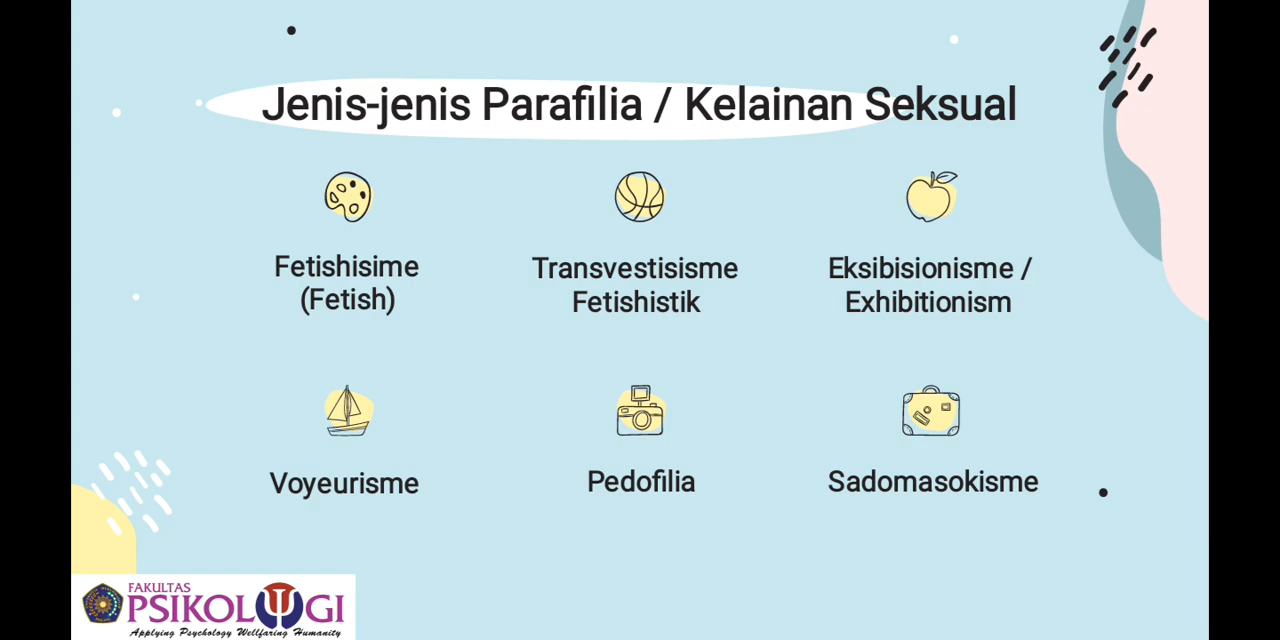 Jenis-jenis Parafilia / Kelainan Seksual
Fetishisime
(Fetish)
Transvestisisme
Fetishistik
Eksibisionisme /
Exhibitionism
Voyeurisme
Pedofilia
Sadomasokisme
FAKULTAS
PSIKOLOGI
Applying Psychology Wellfaring Humanity